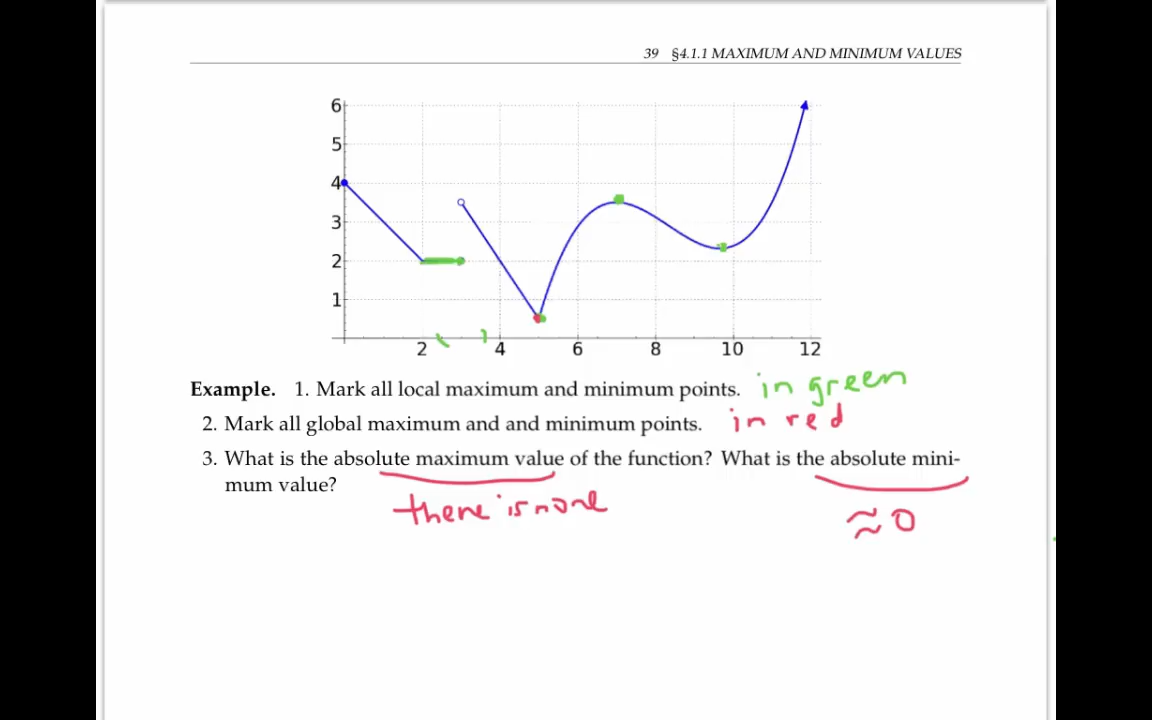 39 §4.1.1 MAXIMUM AND MINIMUM VALUES
6
5
4
3
2
1
2 4 6 8 10 12
Example. 1. Mark all local maximum and minimum points. in green
2. Mark all global maximum and and minimum points. in red
3. What is the absolute maximum value of the function? What is the absolute mini-
mum value?
there is none
≈ 0